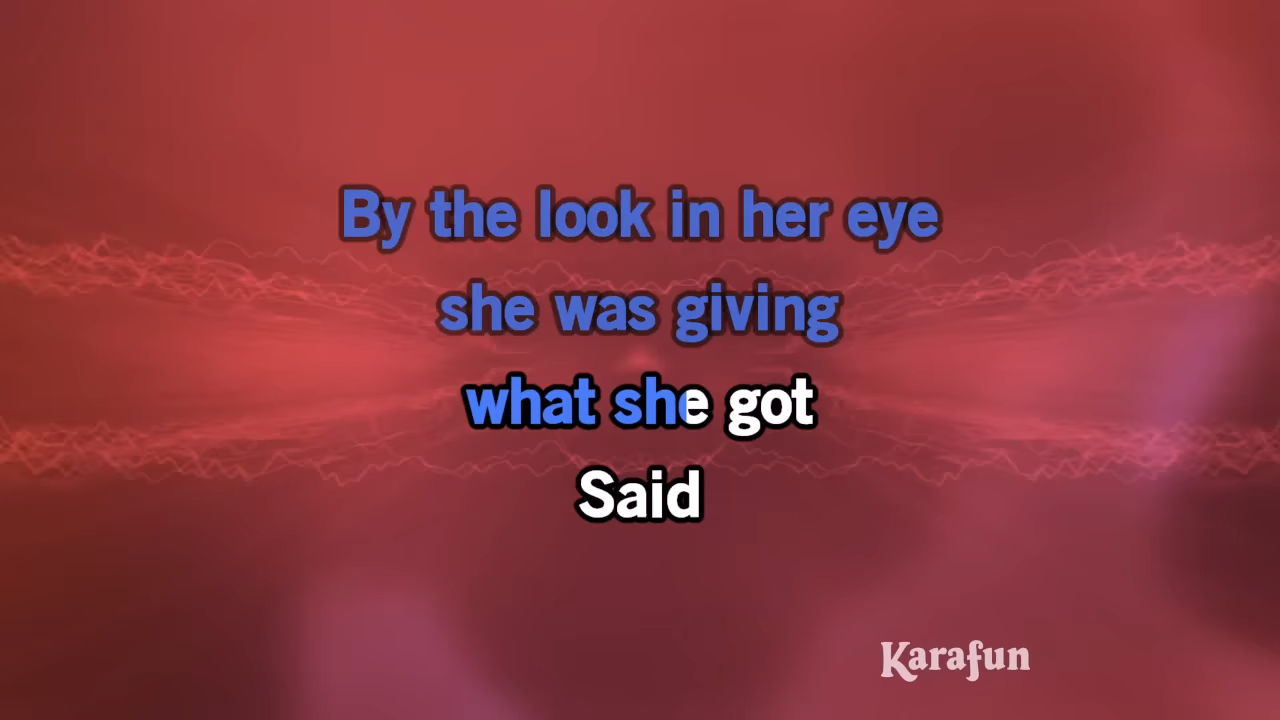 By the look in her eye
she was giving
what she got
Said
Karafun